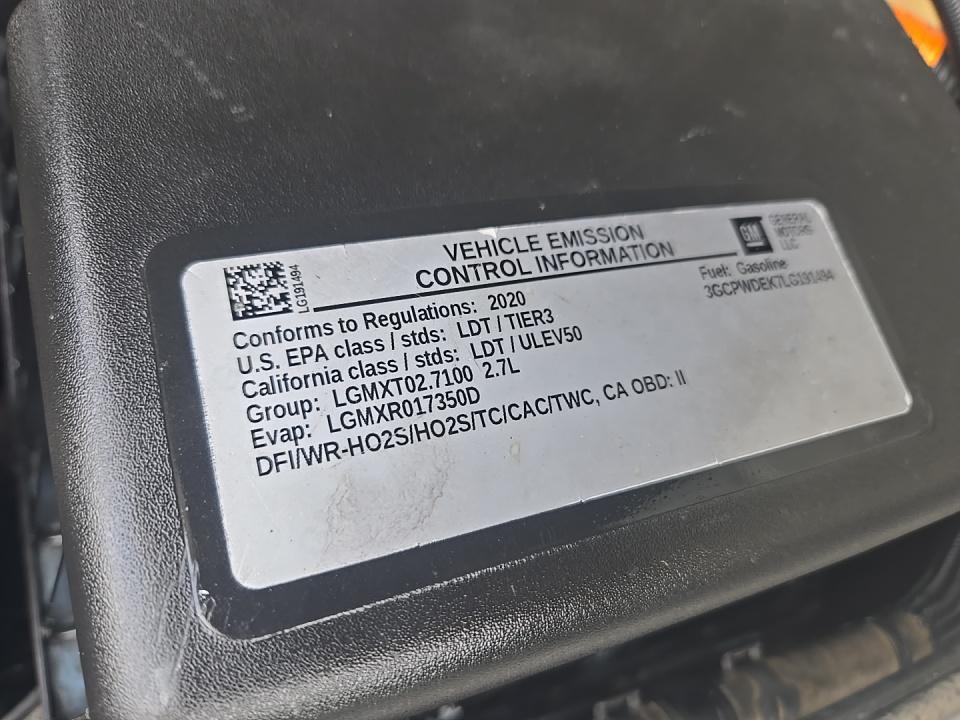 VEHICLE EMISSION
CONTROL INFORMATION
GM
GENERAL
MOTORS
LLC
LG191494
Fuel: Gasoline
3GCPWDEK7LG191494
Conforms to Regulations: 2020
U.S. EPA class / stds: LDT / TIER3
California class / stds: LDT / ULEV50
Group: LGMXT02.7100 2.7L
Evap: LGMXR017350D
DFI/WR-HO2S/HO2S/TC/CAC/TWC, CA OBD: II